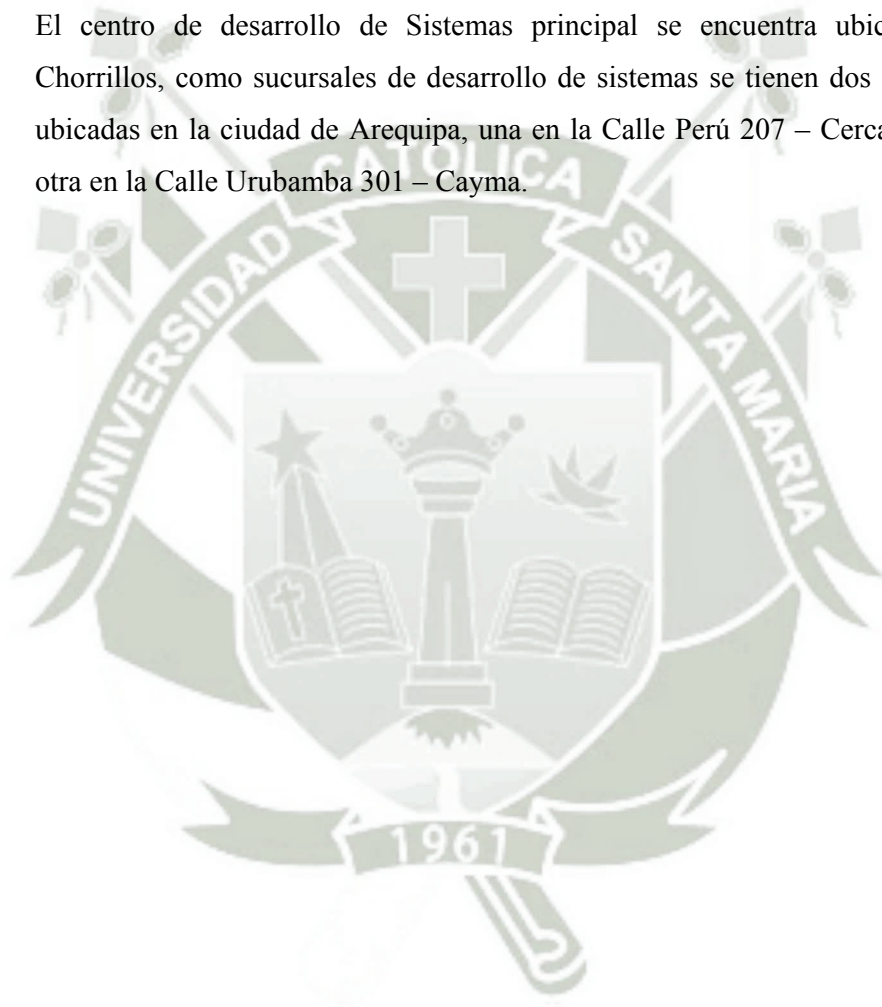 El centro de desarrollo de Sistemas principal se encuentra ubic
Chorrillos, como sucursales de desarrollo de sistemas se tienen dos
ubicadas en la ciudad de Arequipa, una en la Calle Perú 207 – Cerca
otra en la Calle Urubamba 301 – Cayma.
UNIVERSIDAD CATOLICA SANTA MARIA
1961